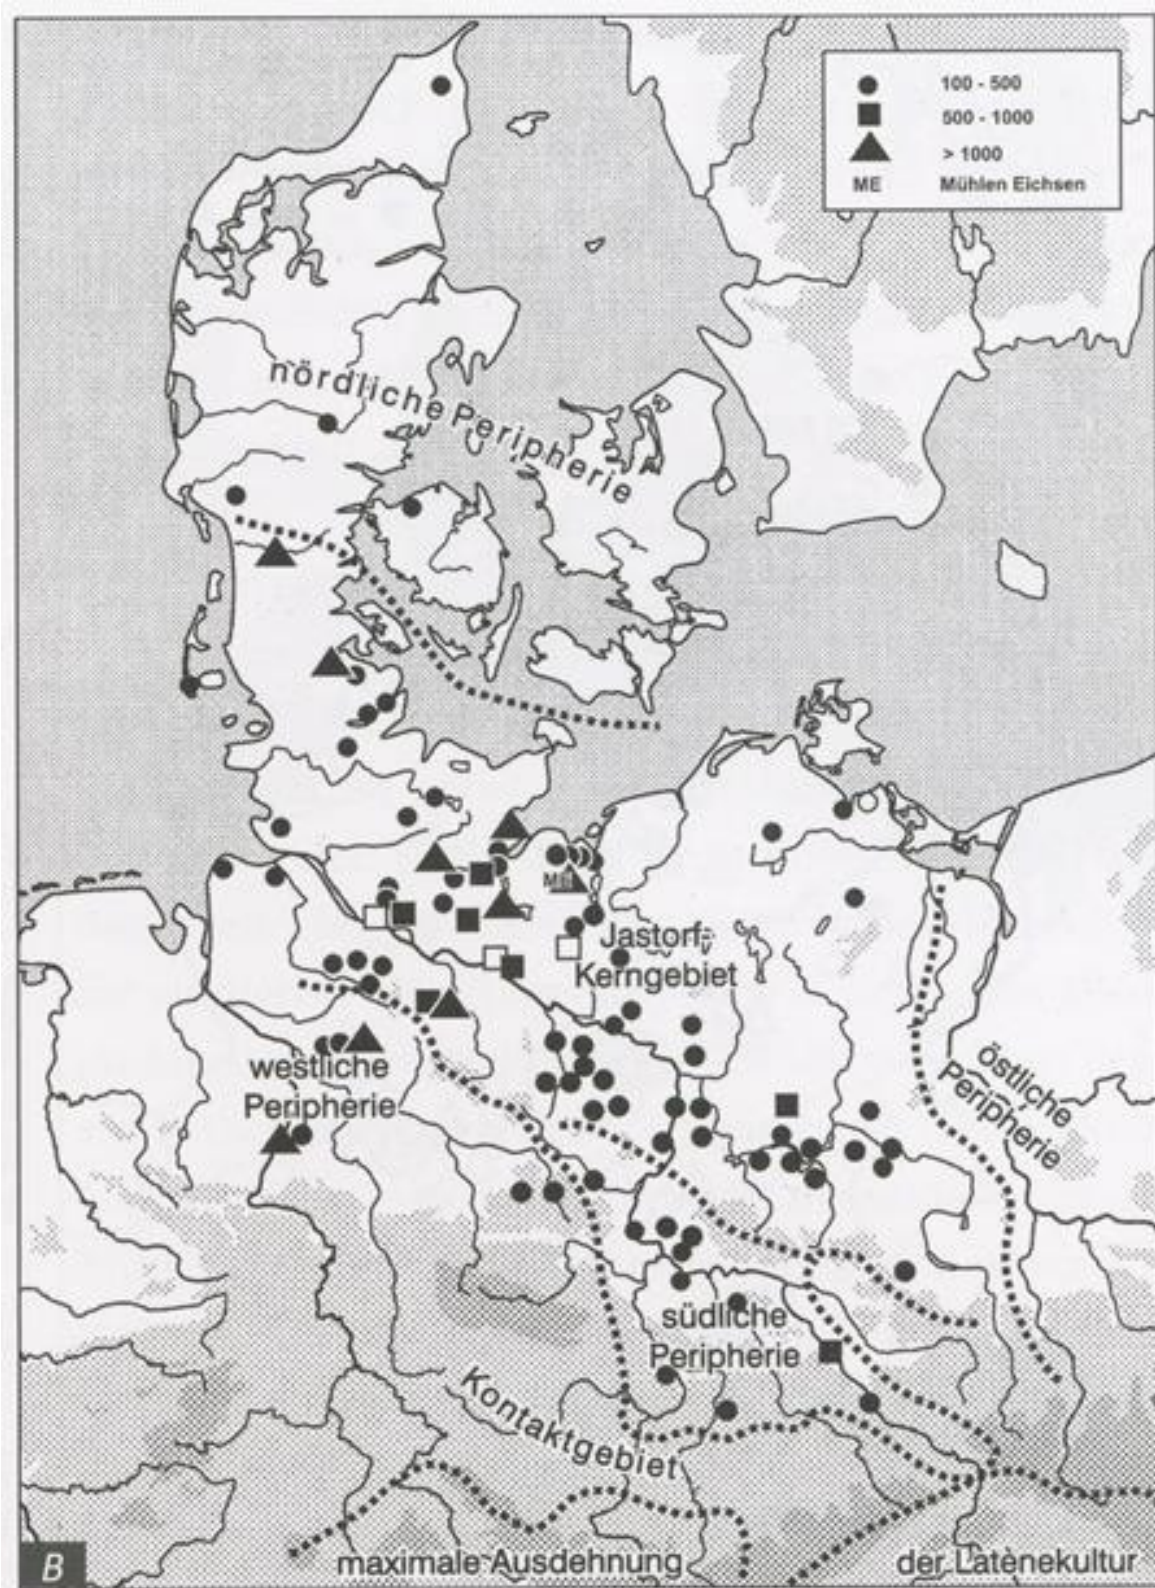 100 - 500
500 - 1000
> 1000
ME Mühlen Eichsen
nördliche Peripherie
ME
Jastorf-
Kerngebiet
westliche
Peripherie
östliche
Peripherie
südliche
Peripherie
Kontaktgebiet
maximale Ausdehnung der Latènekultur
B